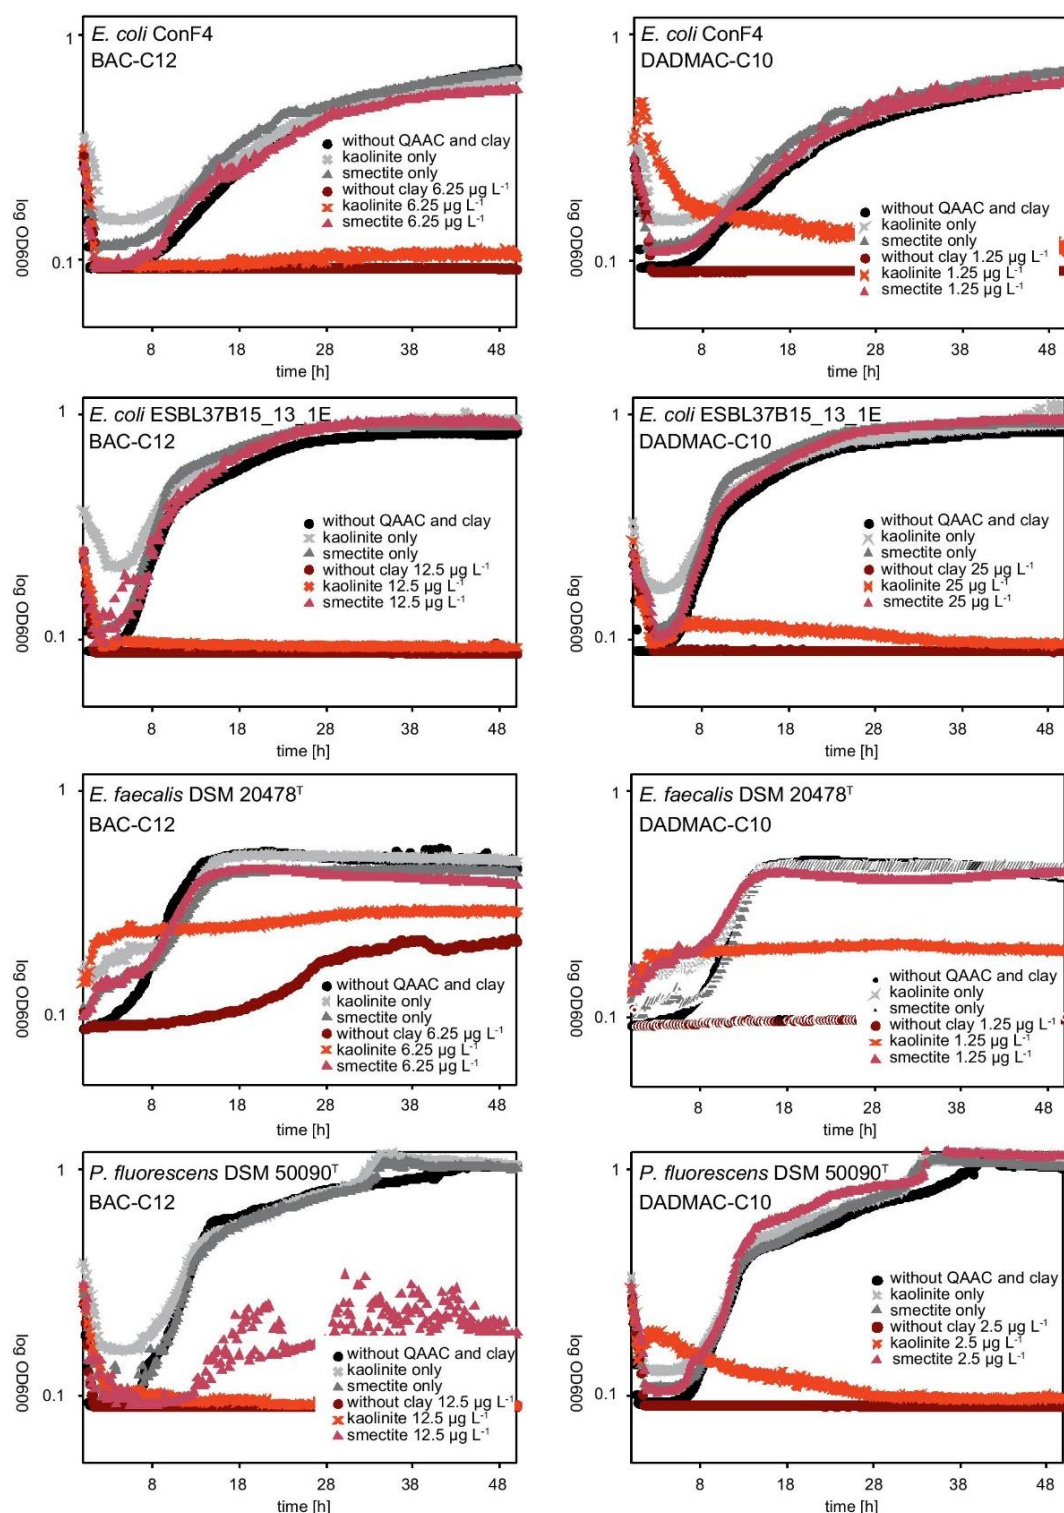 E. coli ConF4
BAC-C12
1
0.1
log OD600
without QAAC and clay
kaolinite only
smectite only
without clay 6.25 µg L⁻¹
kaolinite 6.25 µg L⁻¹
smectite 6.25 µg L⁻¹
8 18 28 38 48
time [h]
E. coli ConF4
DADMAC-C10
1
0.1
log OD600
without QAAC and clay
kaolinite only
smectite only
without clay 1.25 µg L⁻¹
kaolinite 1.25 µg L⁻¹
smectite 1.25 µg L⁻¹
8 18 28 38 48
time [h]
E. coli ESBL37B15_13_1E
BAC-C12
1
0.1
log OD600
without QAAC and clay
kaolinite only
smectite only
without clay 12.5 µg L⁻¹
kaolinite 12.5 µg L⁻¹
smectite 12.5 µg L⁻¹
8 18 28 38 48
time [h]
E. coli ESBL37B15_13_1E
DADMAC-C10
1
0.1
log OD600
without QAAC and clay
kaolinite only
smectite only
without clay 25 µg L⁻¹
kaolinite 25 µg L⁻¹
smectite 25 µg L⁻¹
8 18 28 38 48
time [h]
E. faecalis DSM 20478ᵀ
BAC-C12
1
0.1
log OD600
without QAAC and clay
kaolinite only
smectite only
without clay 6.25 µg L⁻¹
kaolinite 6.25 µg L⁻¹
smectite 6.25 µg L⁻¹
8 18 28 38 48
time [h]
E. faecalis DSM 20478ᵀ
DADMAC-C10
1
0.1
log OD600
without QAAC and clay
kaolinite only
smectite only
without clay 1.25 µg L⁻¹
kaolinite 1.25 µg L⁻¹
smectite 1.25 µg L⁻¹
8 18 28 38 48
time [h]
P. fluorescens DSM 50090ᵀ
BAC-C12
1
0.1
log OD600
without QAAC and clay
kaolinite only
smectite only
without clay 12.5 µg L⁻¹
kaolinite 12.5 µg L⁻¹
smectite 12.5 µg L⁻¹
8 18 28 38 48
time [h]
P. fluorescens DSM 50090ᵀ
DADMAC-C10
1
0.1
log OD600
without QAAC and clay
kaolinite only
smectite only
without clay 2.5 µg L⁻¹
kaolinite 2.5 µg L⁻¹
smectite 2.5 µg L⁻¹
8 18 28 38 48
time [h]